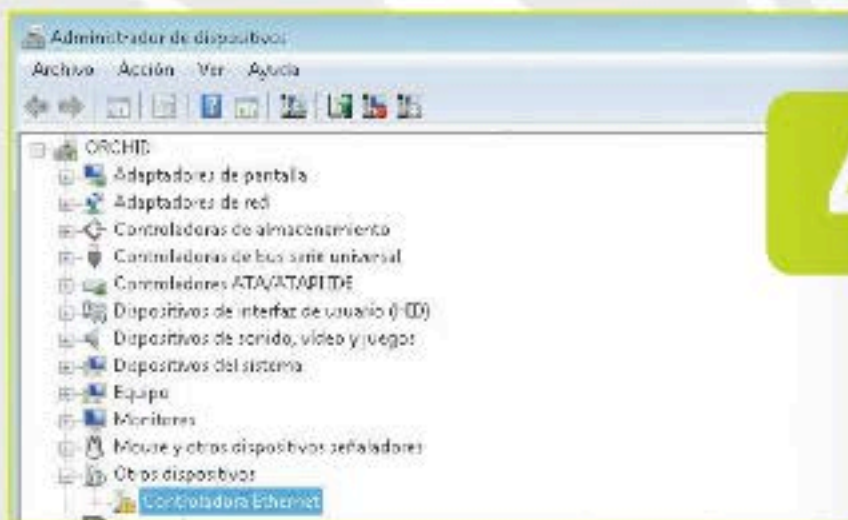 Administrador de dispositivos
Archivo Acción Ver Ayuda
ORCHID
Adaptadores de pantalla
Adaptadores de red
Controladoras de almacenamiento
Controladoras de bus serie universal
Controladores ATA/ATAPI IDE
Dispositivos de interfaz de usuario (HID)
Dispositivos de sonido, vídeo y juegos
Dispositivos del sistema
Equipo
Monitores
Mouse y otros dispositivos señaladores
Otros dispositivos
Controladora Ethernet